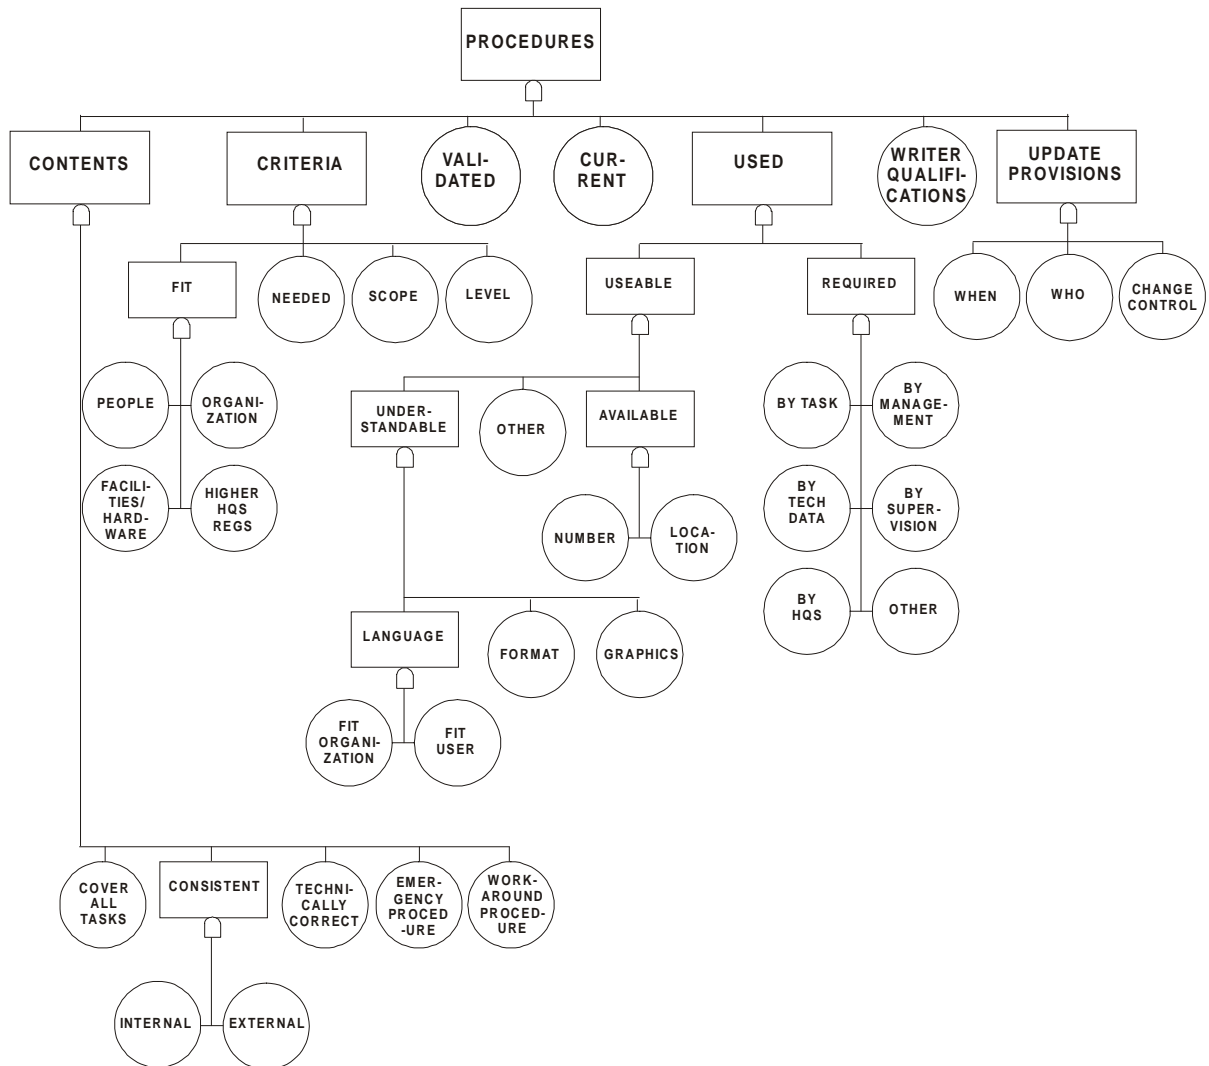 PROCEDURES
CONTENTS
CRITERIA
VALI-
DATED
CUR-
RENT
USED
WRITER
QUALIFI-
CATIONS
UPDATE
PROVISIONS
FIT
NEEDED
SCOPE
LEVEL
USEABLE
REQUIRED
WHEN
WHO
CHANGE
CONTROL
PEOPLE
ORGANI-
ZATION
FACILI-
TIES/
HARD-
WARE
HIGHER
HQS
REGS
UNDER-
STANDABLE
OTHER
AVAILABLE
NUMBER
LOCA-
TION
BY TASK
BY
MANAGE-
MENT
BY
TECH
DATA
BY
SUPER-
VISION
BY
HQS
OTHER
LANGUAGE
FORMAT
GRAPHICS
FIT
ORGANI-
ZATION
FIT
USER
COVER
ALL
TASKS
CONSISTENT
TECHNI-
CALLY
CORRECT
EMER-
GENCY
PROCED
-URE
WORK-
AROUND
PROCED-
URE
INTERNAL
EXTERNAL